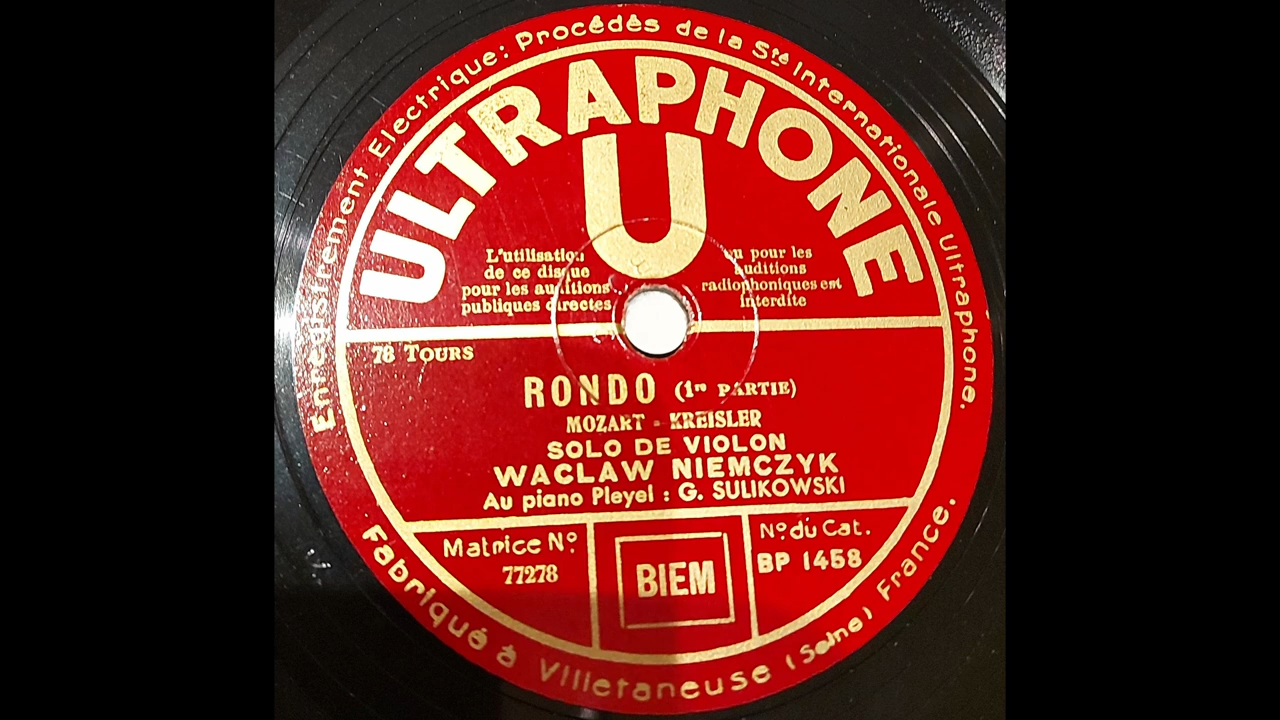 Enregistrement Electrique: Procédés de la Sté Internationale Ultraphone.
ULTRAPHONE
U
L'utilisation
de ce disque
pour les auditions
publiques directes
ou pour les
auditions
radiophoniques est
interdite
78 TOURS
RONDO (1re PARTIE)
MOZART - KREISLER
SOLO DE VIOLON
WACLAW NIEMCZYK
Au piano Pleyel : G. SULIKOWSKI
Matrice No.
77278
BIEM
No. du Cat.
BP 1458
Fabriqué à Villetaneuse (Seine) France.